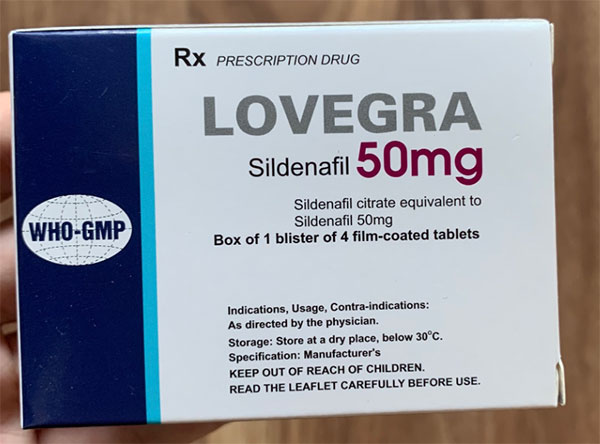 Rx PRESCRIPTION DRUG
LOVEGRA
Sildenafil 50mg
Sildenafil citrate equivalent to
Sildenafil 50mg
Box of 1 blister of 4 film-coated tablets
WHO-GMP
Indications, Usage, Contra-indications:
As directed by the physician.
Storage: Store at a dry place, below 30°C.
Specification: Manufacturer's
KEEP OUT OF REACH OF CHILDREN.
READ THE LEAFLET CAREFULLY BEFORE USE.